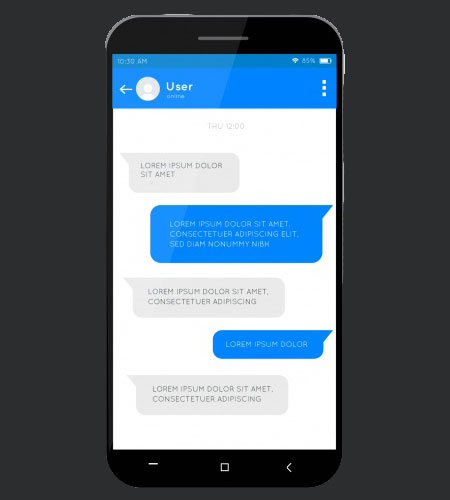 10:30 AM 85%
User
online
THU 12:00
LOREM IPSUM DOLOR
SIT AMET
LOREM IPSUM DOLOR SIT AMET,
CONSECTETUER ADIPISCING ELIT,
SED DIAM NONUMMY NIBH
LOREM IPSUM DOLOR SIT AMET,
CONSECTETUER ADIPISCING
LOREM IPSUM DOLOR
LOREM IPSUM DOLOR SIT AMET,
CONSECTETUER ADIPISCING